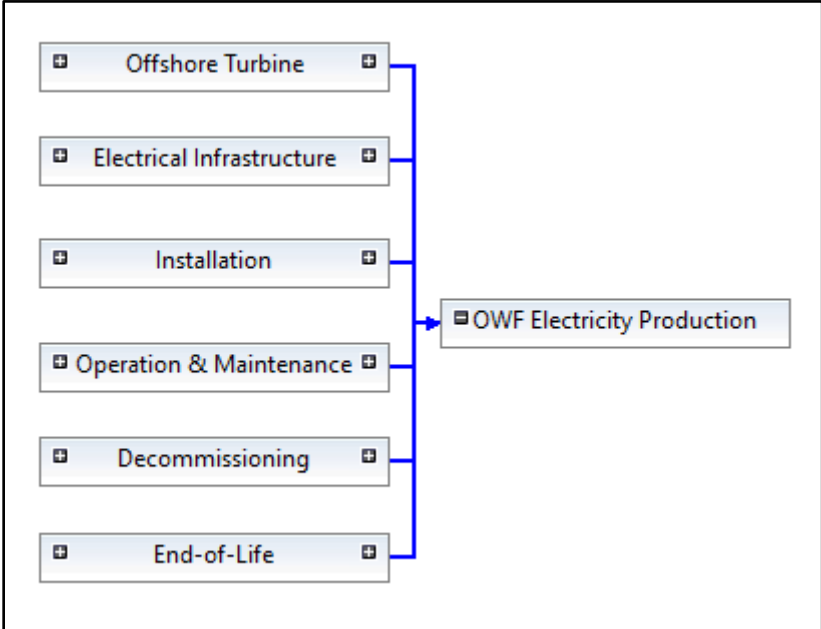 Offshore Turbine
Electrical Infrastructure
Installation
OWF Electricity Production
Operation & Maintenance
Decommissioning
End-of-Life